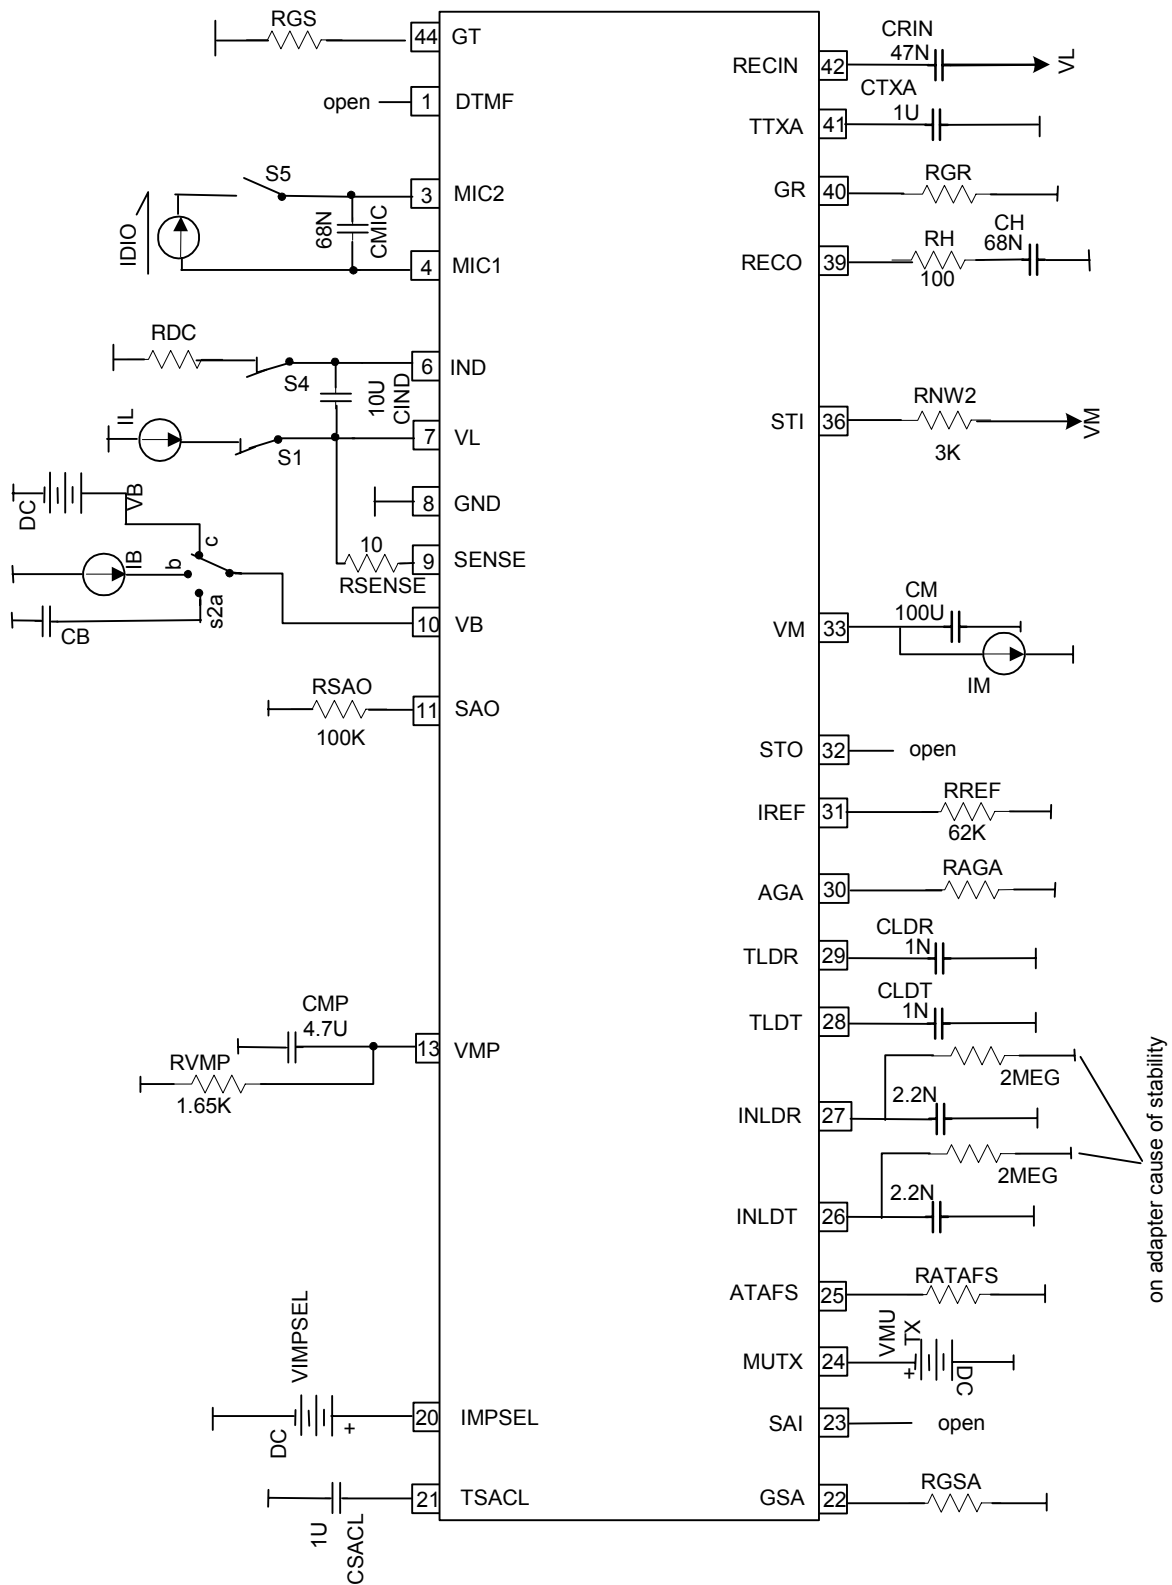 RGS
44 GT
open 1 DTMF
S5
3 MIC2
IDIO
68N
CMIC
4 MIC1
RDC
S4
6 IND
10U
CIND
IL
S1
7 VL
DC
VB
8 GND
10
RSENSE
9 SENSE
IB
c
b
s2a
CB
10 VB
RSAO
100K
11 SAO
CMP
4.7U
13 VMP
RVMP
1.65K
VIMPSEL
DC
+
20 IMPSEL
1U
CSACL
21 TSACL
CRIN
47N
RECIN 42
VL
CTXA
1U
TTXA 41
GR 40
RGR
RECO 39
RH
100
CH
68N
STI 36
RNW2
3K
VM
VM 33
CM
100U
IM
STO 32 open
IREF 31
RREF
62K
AGA 30
RAGA
TLDR 29
CLDR
1N
TLDT 28
CLDT
1N
2MEG
INLDR 27
2.2N
2MEG
INLDT 26
2.2N
on adapter cause of stability
ATAFS 25
RATAFS
MUTX 24
VMU
TX
+
DC
SAI 23 open
GSA 22
RGSA